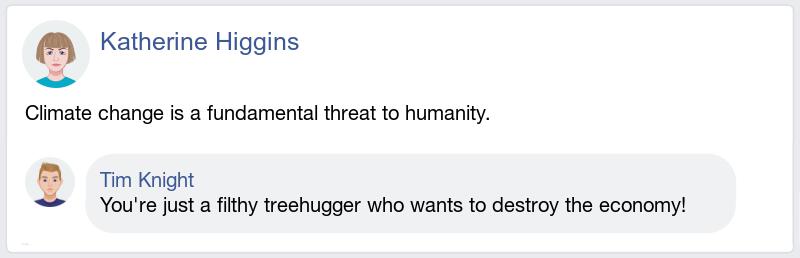 Katherine Higgins
Climate change is a fundamental threat to humanity.
Tim Knight
You're just a filthy treehugger who wants to destroy the economy!